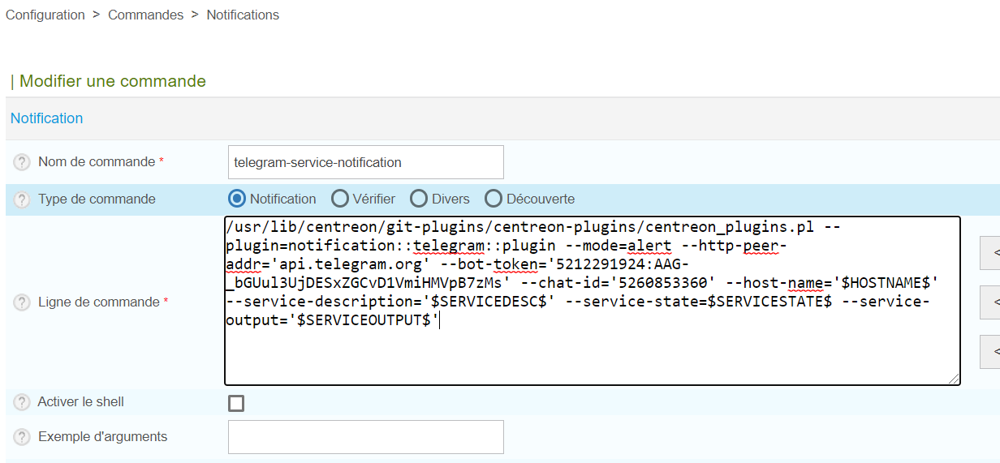 Configuration > Commandes > Notifications
| Modifier une commande
Notification
? Nom de commande * telegram-service-notification
? Type de commande Notification Vérifier Divers Découverte
/usr/lib/centreon/git-plugins/centreon-plugins/centreon_plugins.pl --
plugin=notification::telegram::plugin --mode=alert --http-peer-
addr='api.telegram.org' --bot-token='5212291924:AAG-
_bGUul3UjDESxZGCvD1VmiHMVpB7zMs' --chat-id='5260853360' --host-name='$HOSTNAME$'
? Ligne de commande * --service-description='$SERVICEDESC$' --service-state=$SERVICESTATE$ --service-
output='$SERVICEOUTPUT$'
? Activer le shell
? Exemple d'arguments
<
<
<